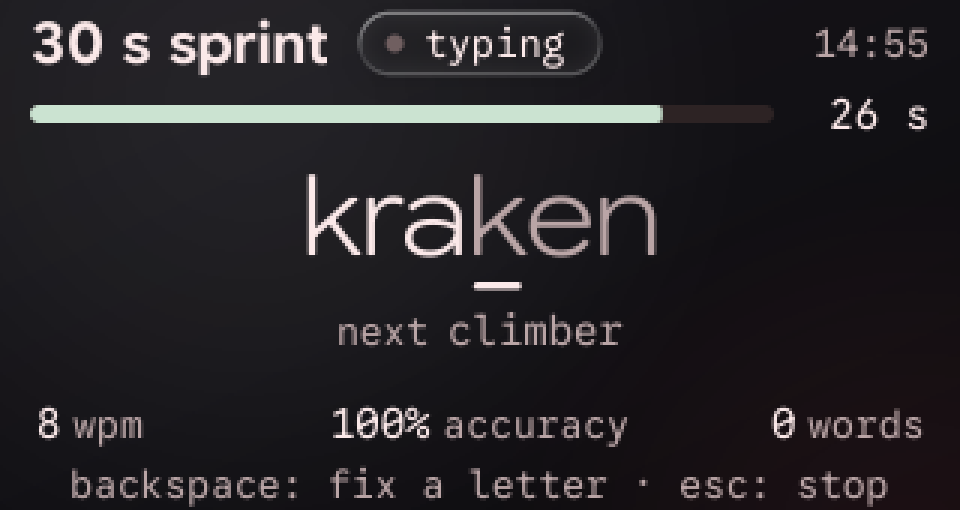 30 s sprint typing 14:55
26 s
kraken
next climber
8 wpm 100% accuracy 0 words
backspace: fix a letter · esc: stop